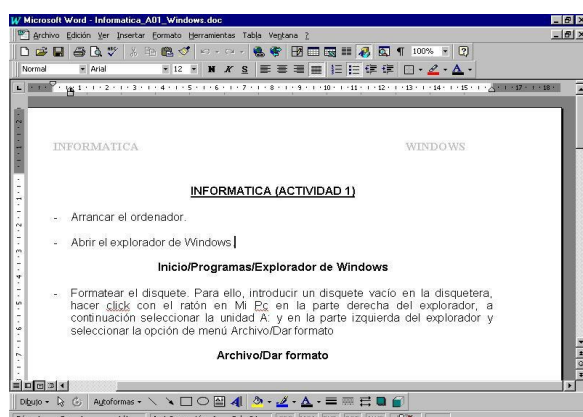 Microsoft Word - Informatica_A01_Windows.doc
Archivo Edición Ver Insertar Formato Herramientas Tabla Ventana ?
100%
Normal Arial 12 N K S
INFORMATICA WINDOWS
INFORMATICA (ACTIVIDAD 1)
- Arrancar el ordenador.
- Abrir el explorador de Windows
Inicio/Programas/Explorador de Windows
- Formatear el disquete. Para ello, introducir un disquete vacío en la disquetera,
hacer click con el ratón en Mi Pc en la parte derecha del explorador, a
continuación seleccionar la unidad A: y en la parte izquierda del explorador y
seleccionar la opción de menú Archivo/Dar formato
Archivo/Dar formato
Dibujo Autoformas